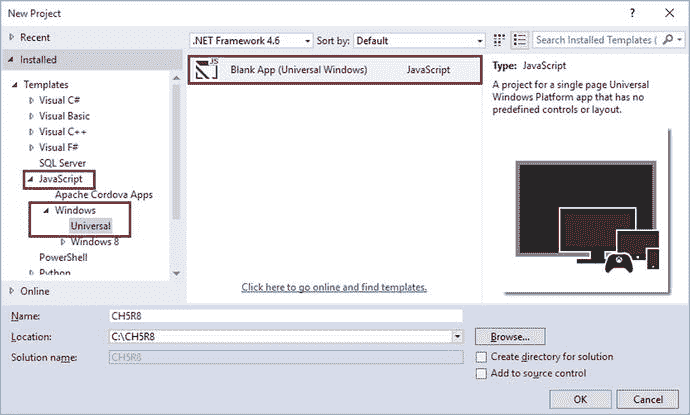 New Project
Recent
.NET Framework 4.6
Sort by: Default
Search Installed Templates (
Installed
Templates
Visual C#
Visual Basic
Visual C++
Visual F#
SQL Server
JavaScript
Apache Cordova Apps
Windows
Universal
Windows 8
PowerShell
Python
Online
JS
Blank App (Universal Windows)
JavaScript
Click here to go online and find templates.
Type: JavaScript
A project for a single page Universal
Windows Platform app that has no
predefined controls or layout.
Name:
CH5R8
Location:
C:\CH5R8
Browse...
Solution name:
CH5R8
Create directory for solution
Add to source control
OK
Cancel